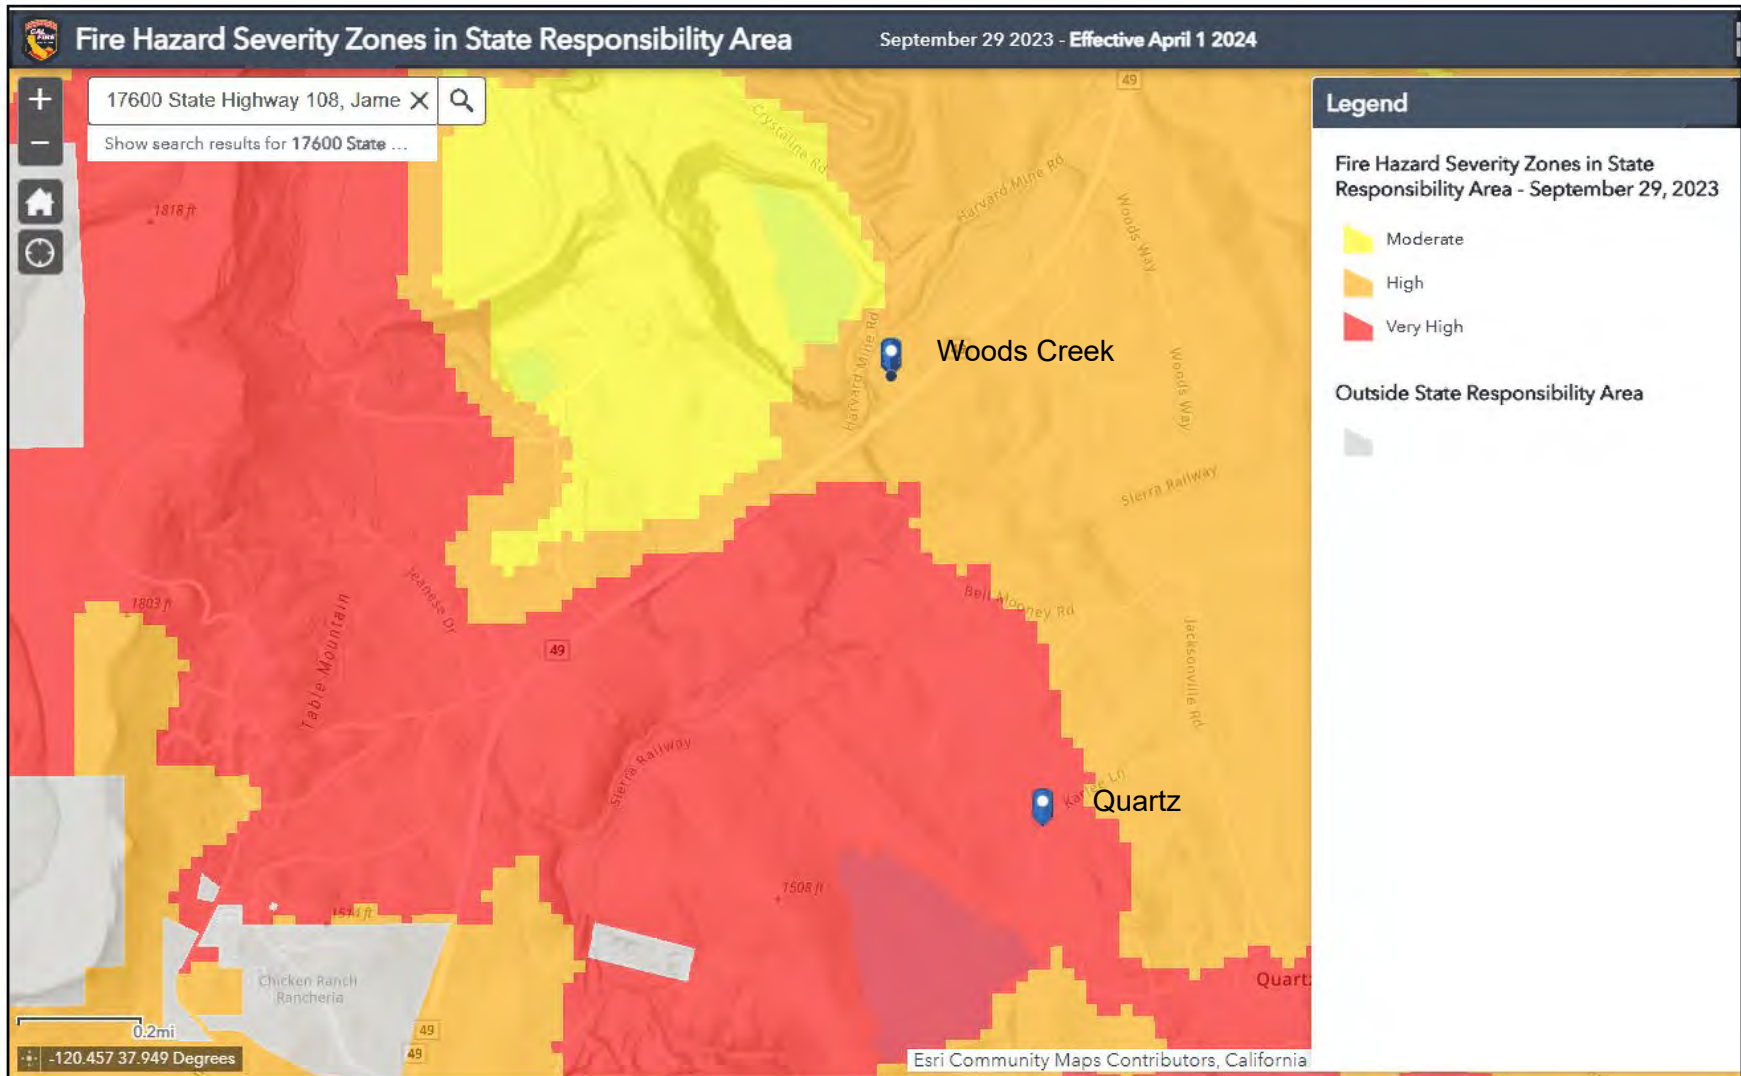 Fire Hazard Severity Zones in State Responsibility Area
September 29 2023 - Effective April 1 2024
+
17600 State Highway 108, Jame
Show search results for 17600 State ...
−
49
Crystaline Rd
Harvard Mine Rd
Woods Way
1818 ft
Harvard Mine Rd
Woods Creek
Woods Way
Sierra Railway
Jeanese Dr
Bell Mooney Rd
1803 ft
Table Mountain
49
Jacksonville Rd
Sierra Railway
Karlee Ln
Quartz
1508 ft
1514 ft
Chicken Ranch
Rancheria
Quartz
49
49
0.2mi
-120.457 37.949 Degrees
Esri Community Maps Contributors, California
Legend
Fire Hazard Severity Zones in State
Responsibility Area - September 29, 2023
Moderate
High
Very High
Outside State Responsibility Area